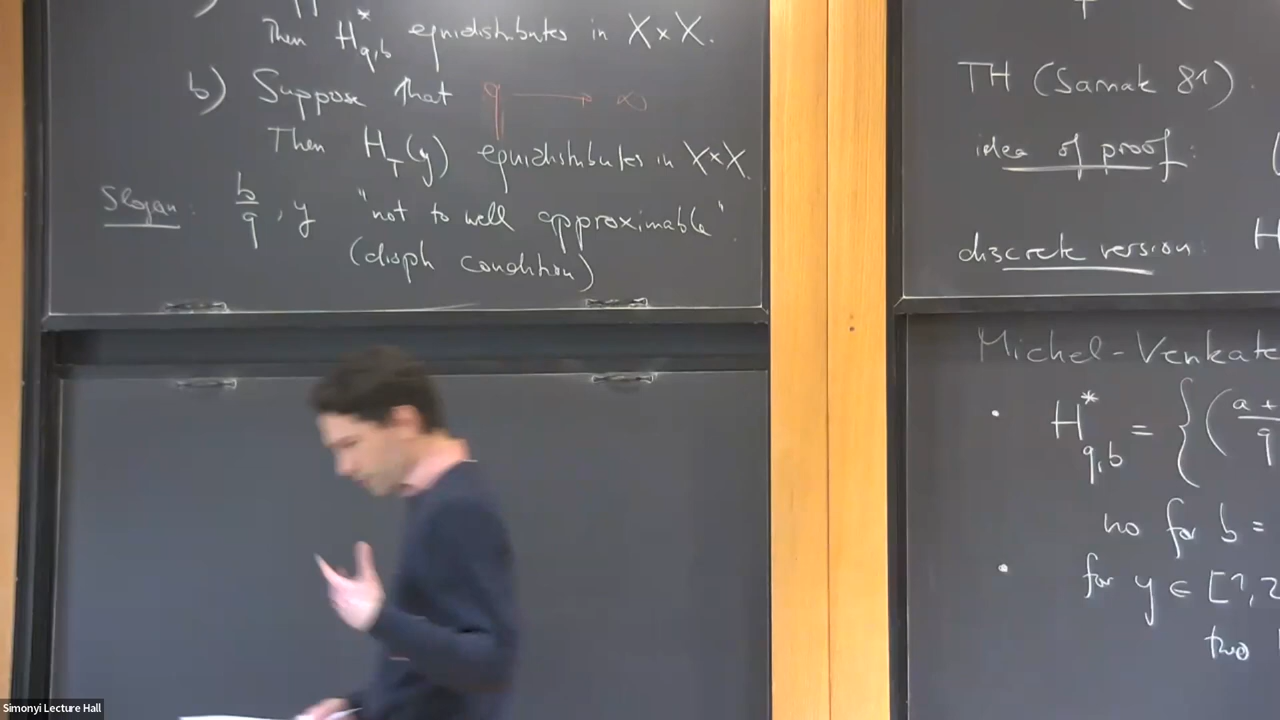 Then H*_{q,b} equidistributes in X×X.
b) Suppose that q → ∞
Then H_T(y) equidistributes in X×X.
Slogan: b/q, y "not to well approximable"
(dioph condition)
TH (Sarnak 81):
idea of proof: (
discrete version: H
Michel-Venkate
• H*_{q,b} = {(a + / q
no for b =
• for y ∈ [1,2
two
Simonyi Lecture Hall